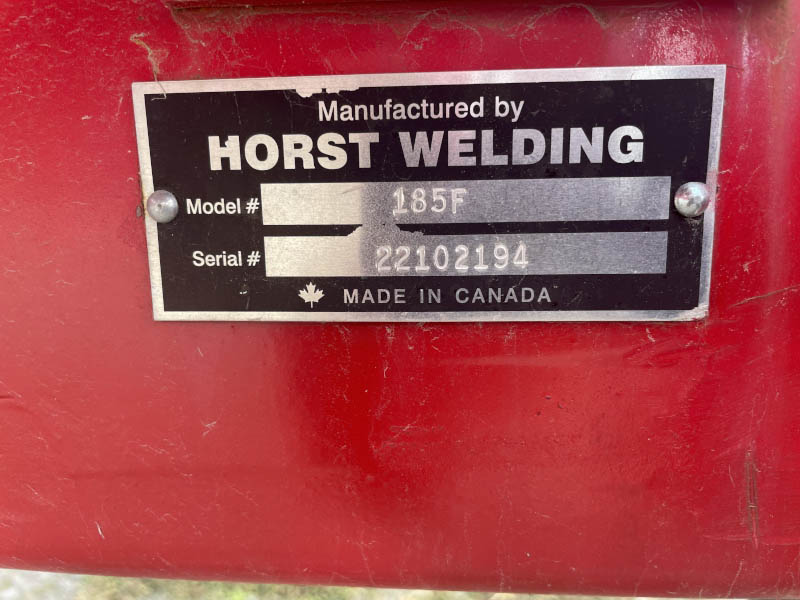 Manufactured by
HORST WELDING
Model # 185F
Serial # 22102194
MADE IN CANADA